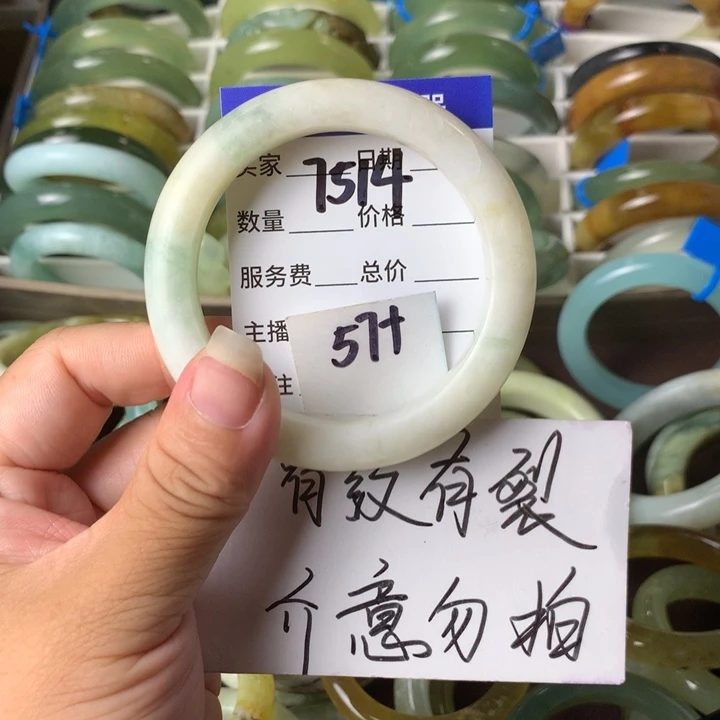 卖家 日期
7514
数量 价格
服务费 总价
主播
57+
注
有纹有裂
介意勿拍